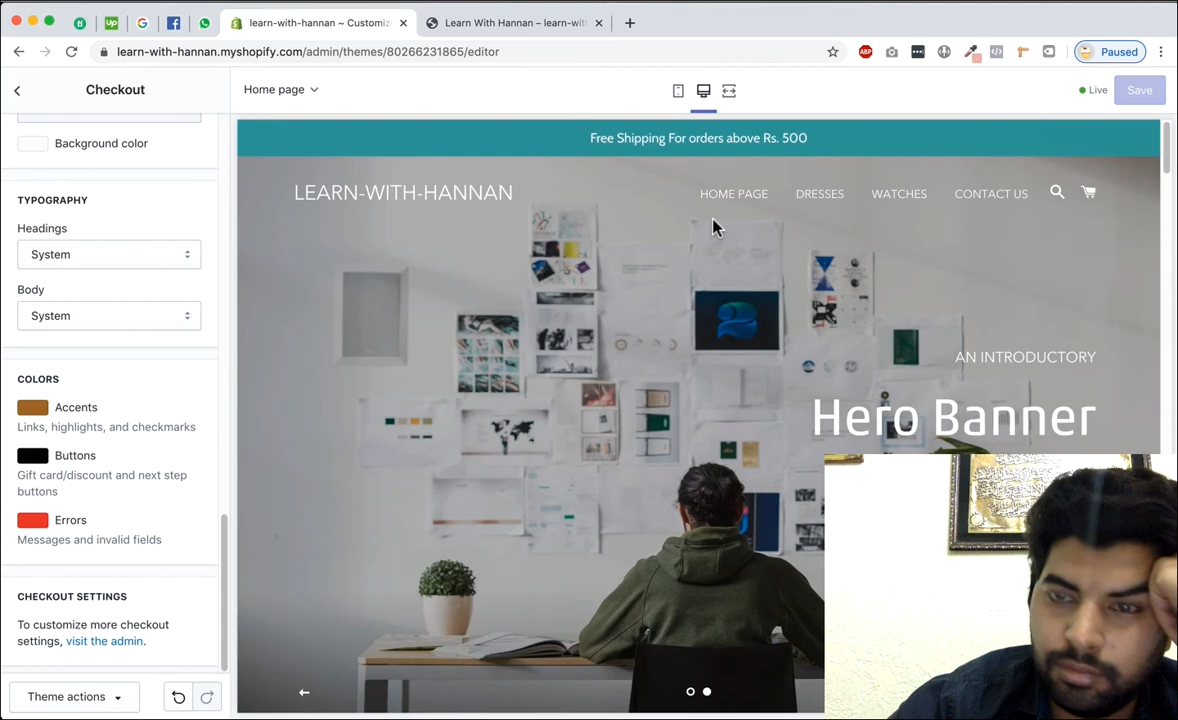 learn-with-hannan ~ Customiz
Learn With Hannan – learn-wit
learn-with-hannan.myshopify.com/admin/themes/80266231865/editor
Paused
Checkout
Home page
Live
Save
Background color
TYPOGRAPHY
Headings
System
Body
System
COLORS
Accents
Links, highlights, and checkmarks
Buttons
Gift card/discount and next step
buttons
Errors
Messages and invalid fields
CHECKOUT SETTINGS
To customize more checkout
settings, visit the admin.
Theme actions
Free Shipping For orders above Rs. 500
LEARN-WITH-HANNAN
HOME PAGE
DRESSES
WATCHES
CONTACT US
AN INTRODUCTORY
Hero Banner